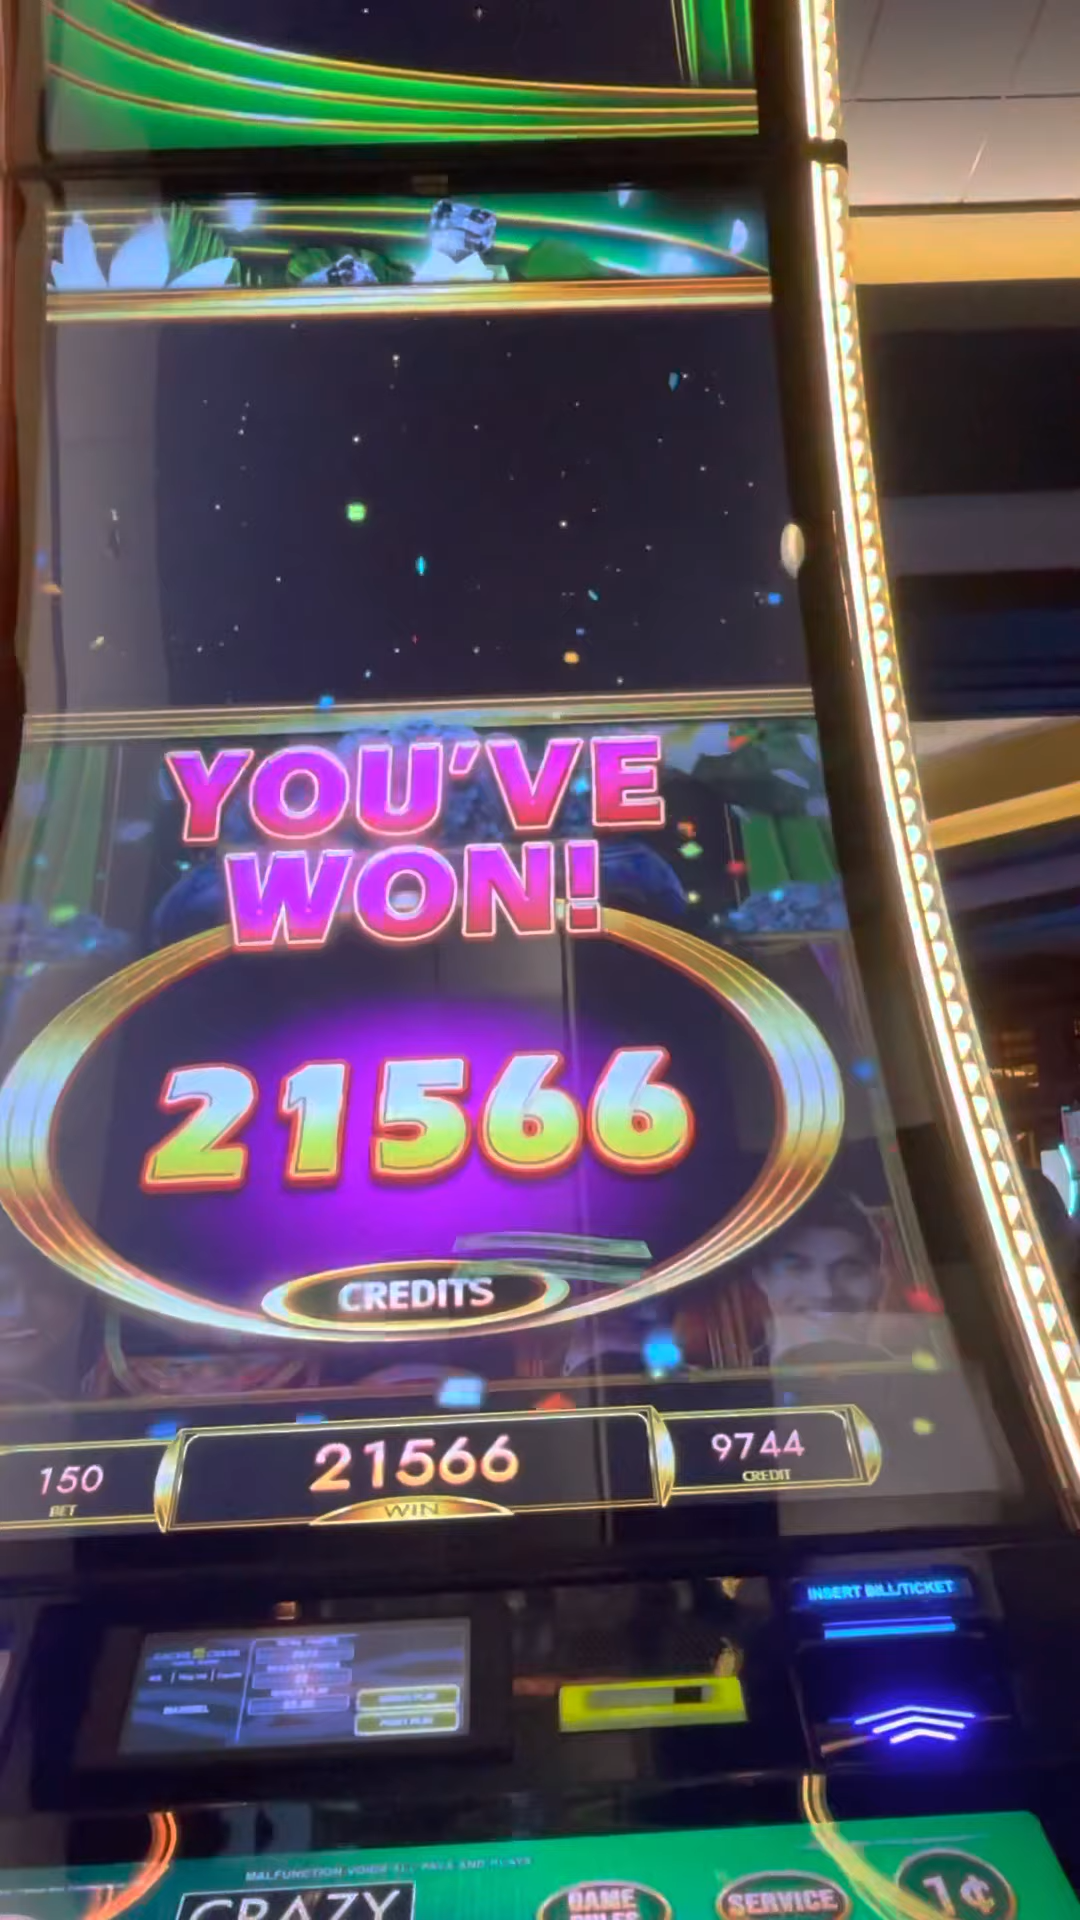 YOU'VE
WON!
21566
CREDITS
150
BET
21566
WIN
9744
CREDIT
INSERT BILL/TICKET
MALFUNCTION VOIDS ALL PAYS AND PLAYS
CRAZY
GAME
RULES
SERVICE
1¢